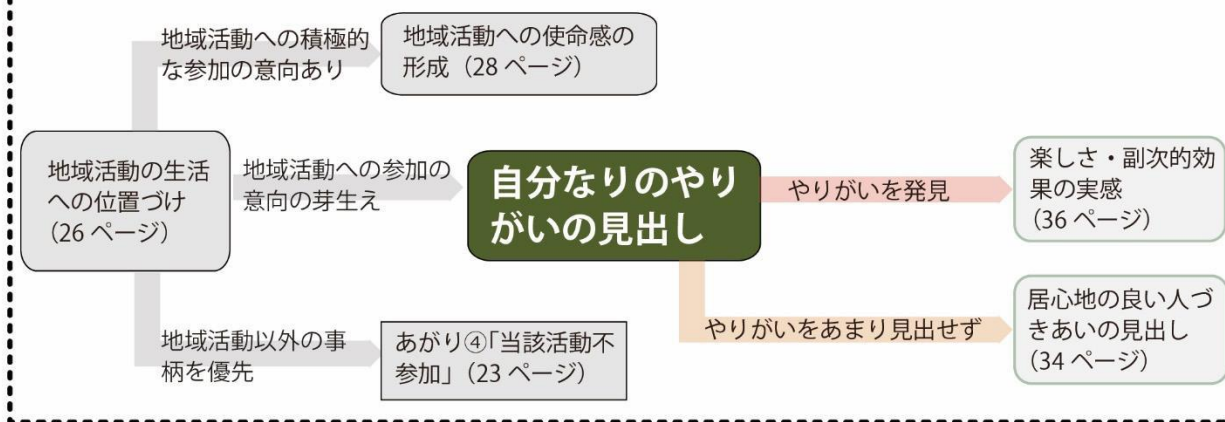 地域活動への積極的
な参加の意向あり
地域活動への使命感の
形成（28 ページ）
地域活動の生活
への位置づけ
（26 ページ）
地域活動への参加の
意向の芽生え
自分なりのやり
がいの見出し
やりがいを発見
楽しさ・副次的効
果の実感
（36 ページ）
やりがいをあまり見出せず
居心地の良い人づ
きあいの見出し
（34 ページ）
地域活動以外の事
柄を優先
あがり④「当該活動不
参加」（23 ページ）